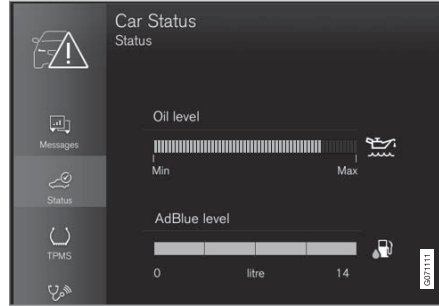 Car Status
Status
Messages
Status
TPMS
Oil level
Min Max
AdBlue level
0 litre 14
G071111